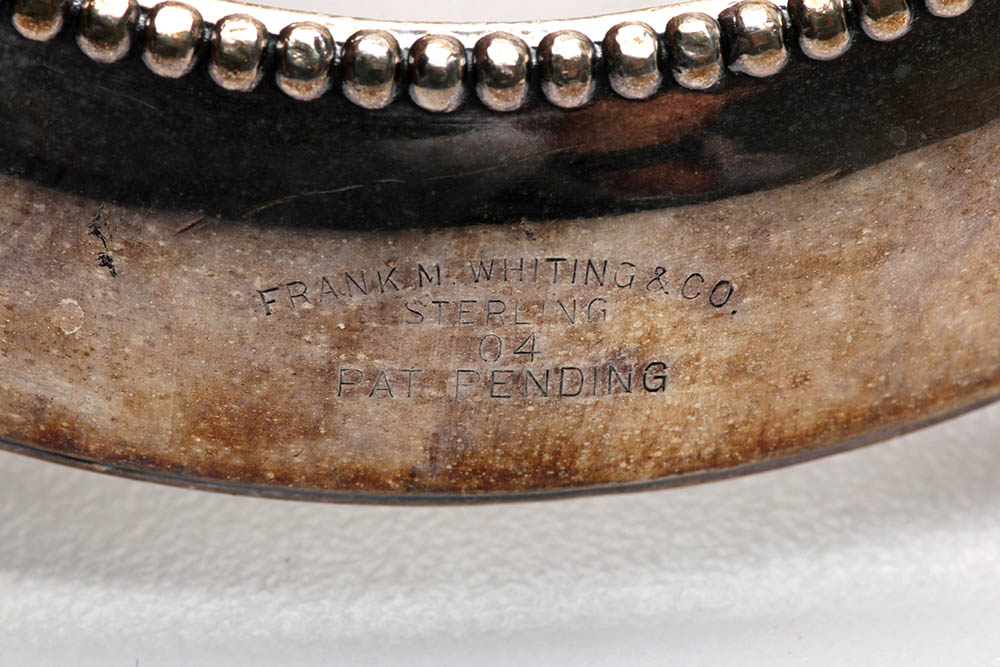 FRANK M. WHITING & CO.
STERLING
04
PAT PENDING